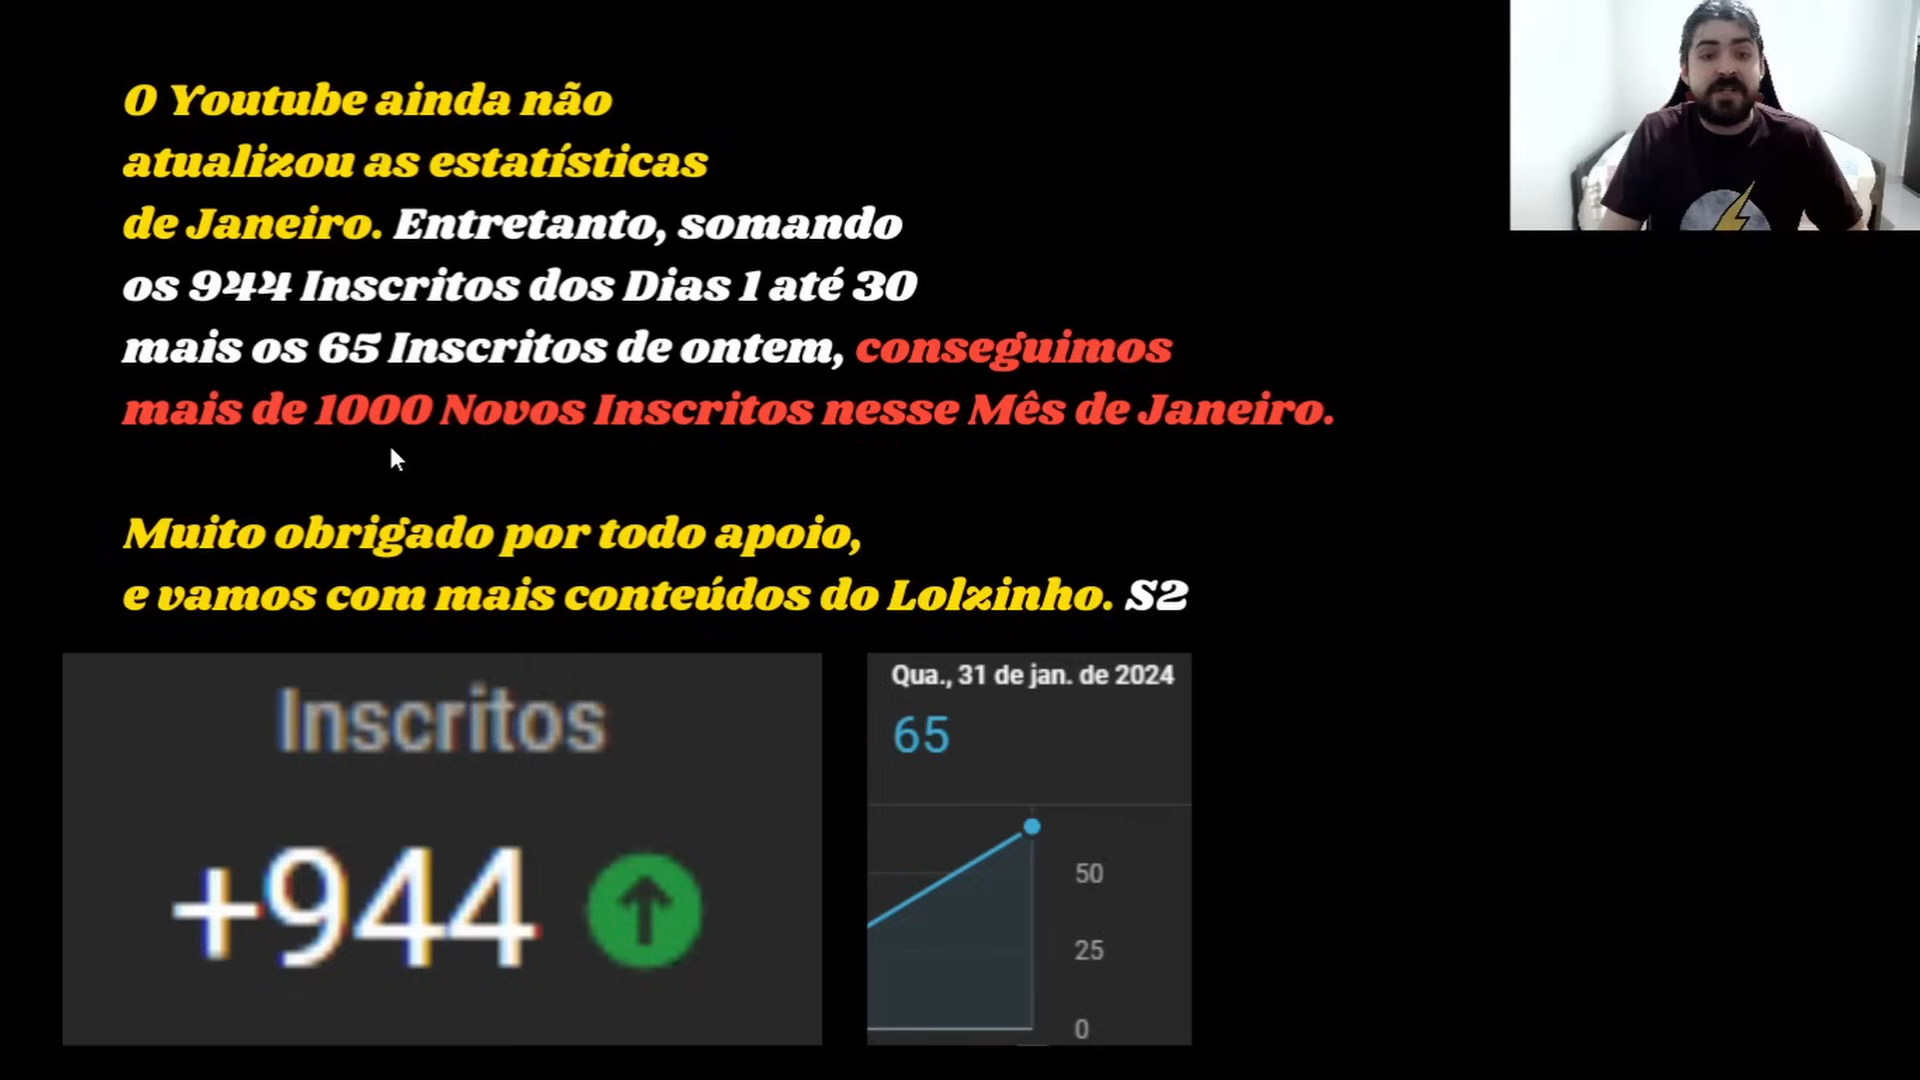 O Youtube ainda não
atualizou as estatísticas
de Janeiro. Entretanto, somando
os 944 Inscritos dos Dias 1 até 30
mais os 65 Inscritos de ontem, conseguimos
mais de 1000 Novos Inscritos nesse Mês de Janeiro.
Muito obrigado por todo apoio,
e vamos com mais conteúdos do Lolzinho. S2
Inscritos
+944
Qua., 31 de jan. de 2024
65
50
25
0